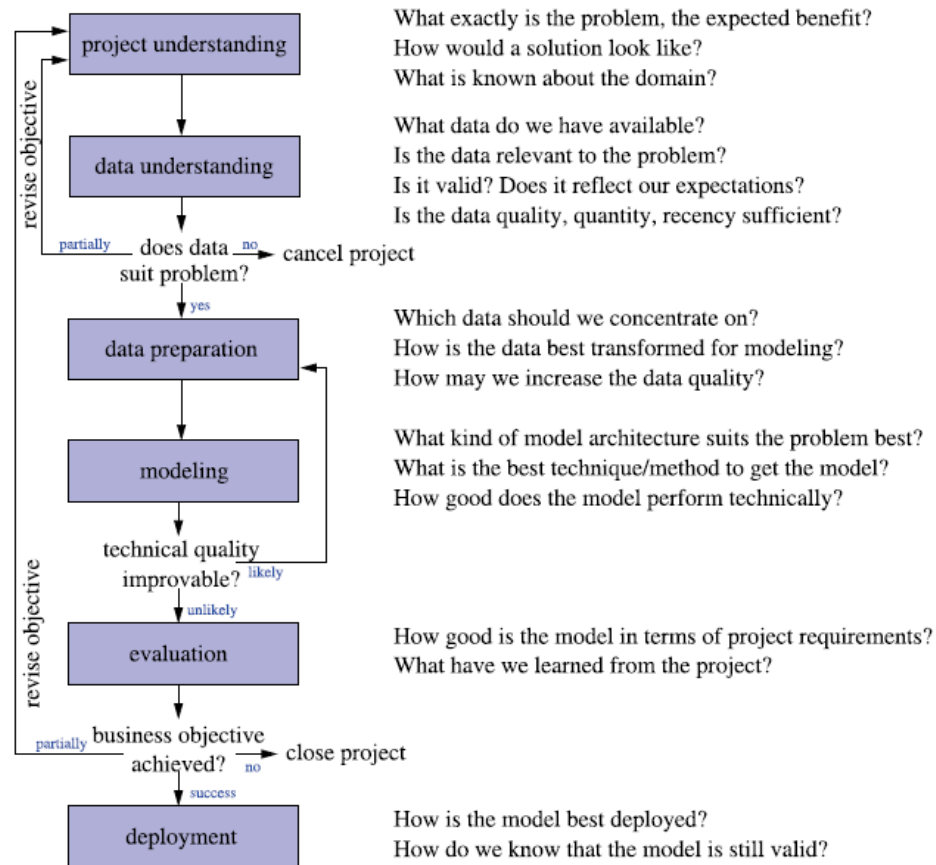 project understanding
What exactly is the problem, the expected benefit?
How would a solution look like?
What is known about the domain?
revise objective
data understanding
What data do we have available?
Is the data relevant to the problem?
Is it valid? Does it reflect our expectations?
Is the data quality, quantity, recency sufficient?
partially
does data
suit problem?
no
cancel project
yes
data preparation
Which data should we concentrate on?
How is the data best transformed for modeling?
How may we increase the data quality?
modeling
What kind of model architecture suits the problem best?
What is the best technique/method to get the model?
How good does the model perform technically?
technical quality
improvable?
likely
unlikely
revise objective
evaluation
How good is the model in terms of project requirements?
What have we learned from the project?
partially
business objective
achieved?
no
close project
success
deployment
How is the model best deployed?
How do we know that the model is still valid?